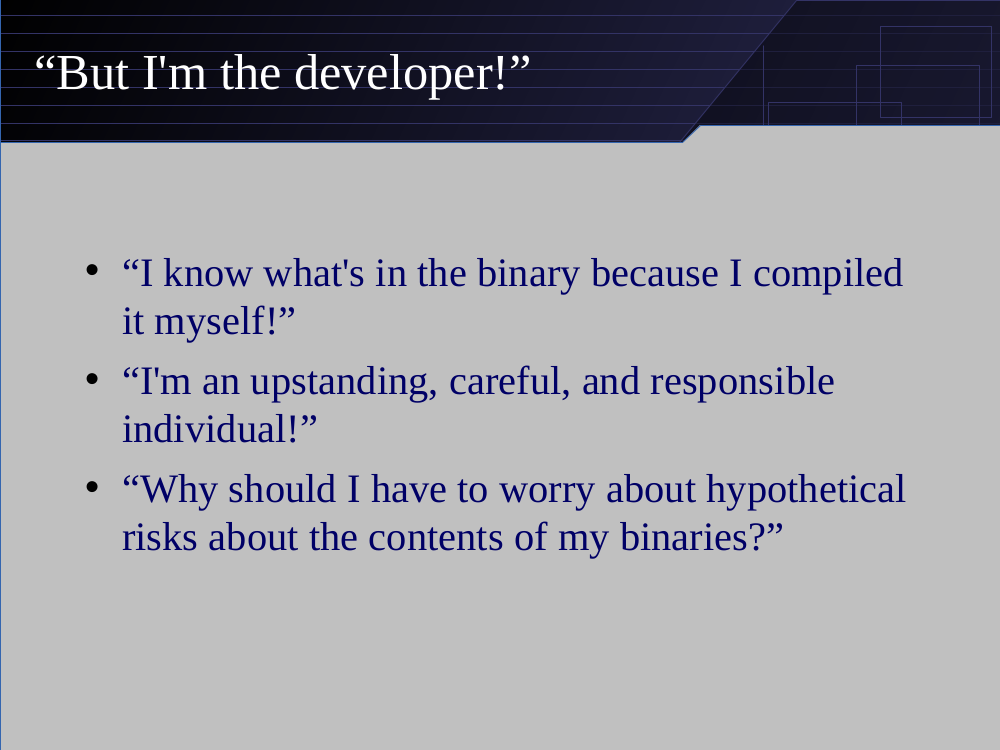 “But I'm the developer!”
• “I know what's in the binary because I compiled
it myself!”
• “I'm an upstanding, careful, and responsible
individual!”
• “Why should I have to worry about hypothetical
risks about the contents of my binaries?”